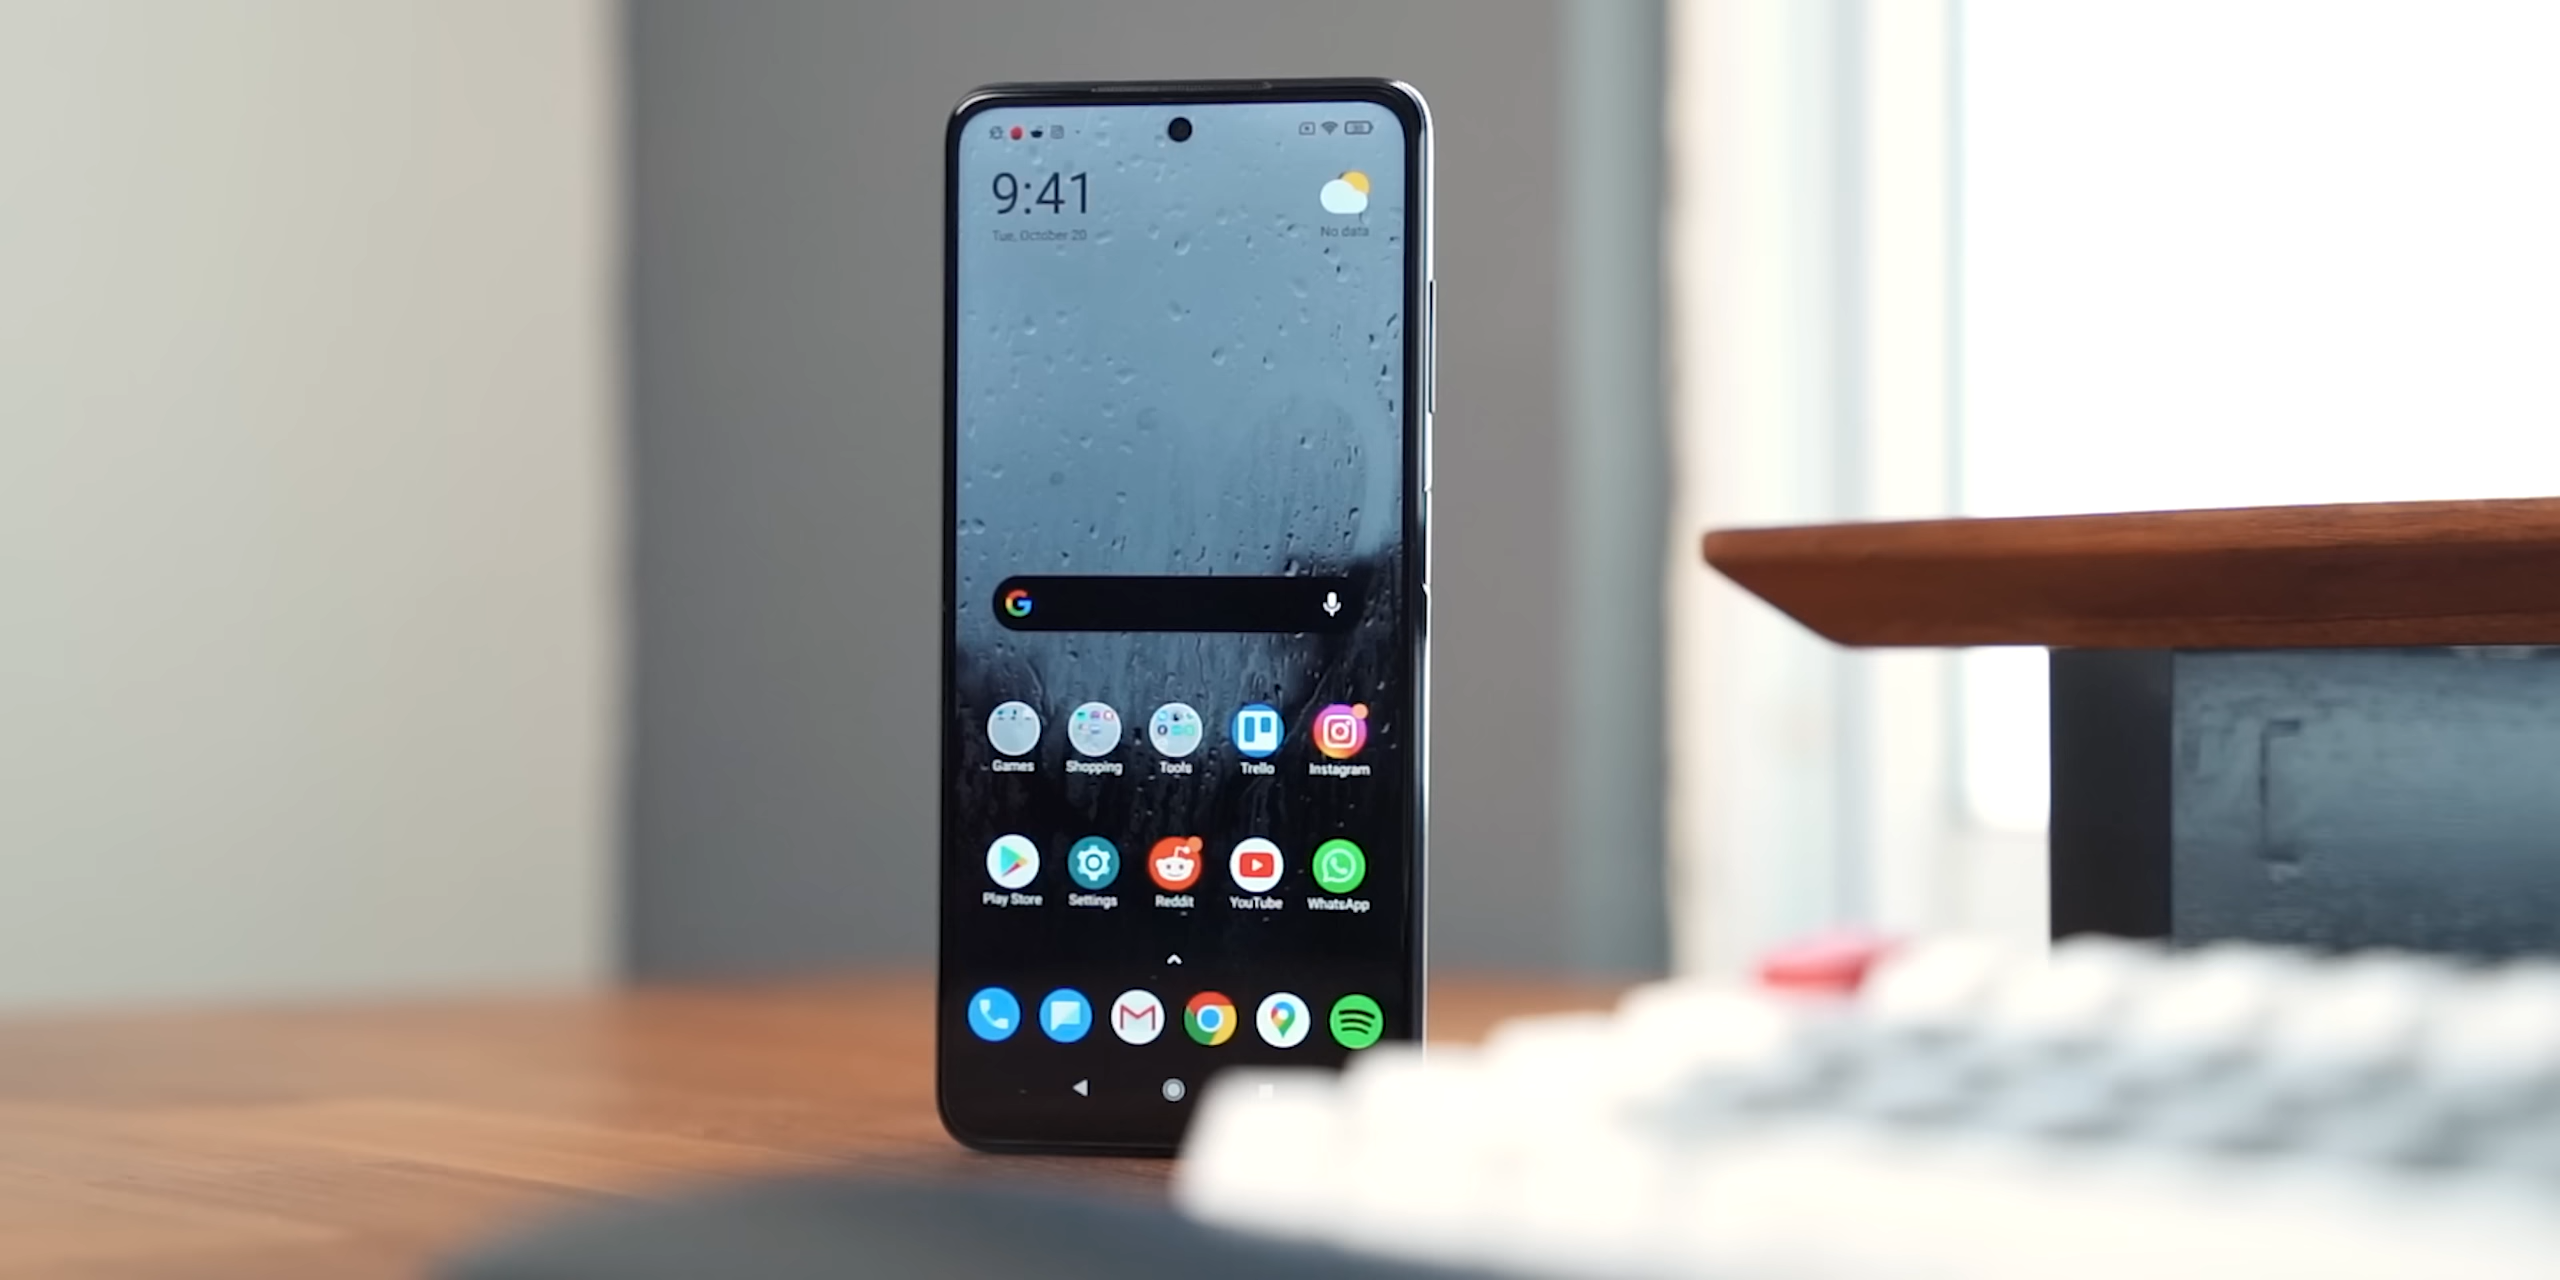 9:41
Tue, October 20
No data
Games Shopping Tools Trello Instagram
Play Store Settings Reddit YouTube WhatsApp